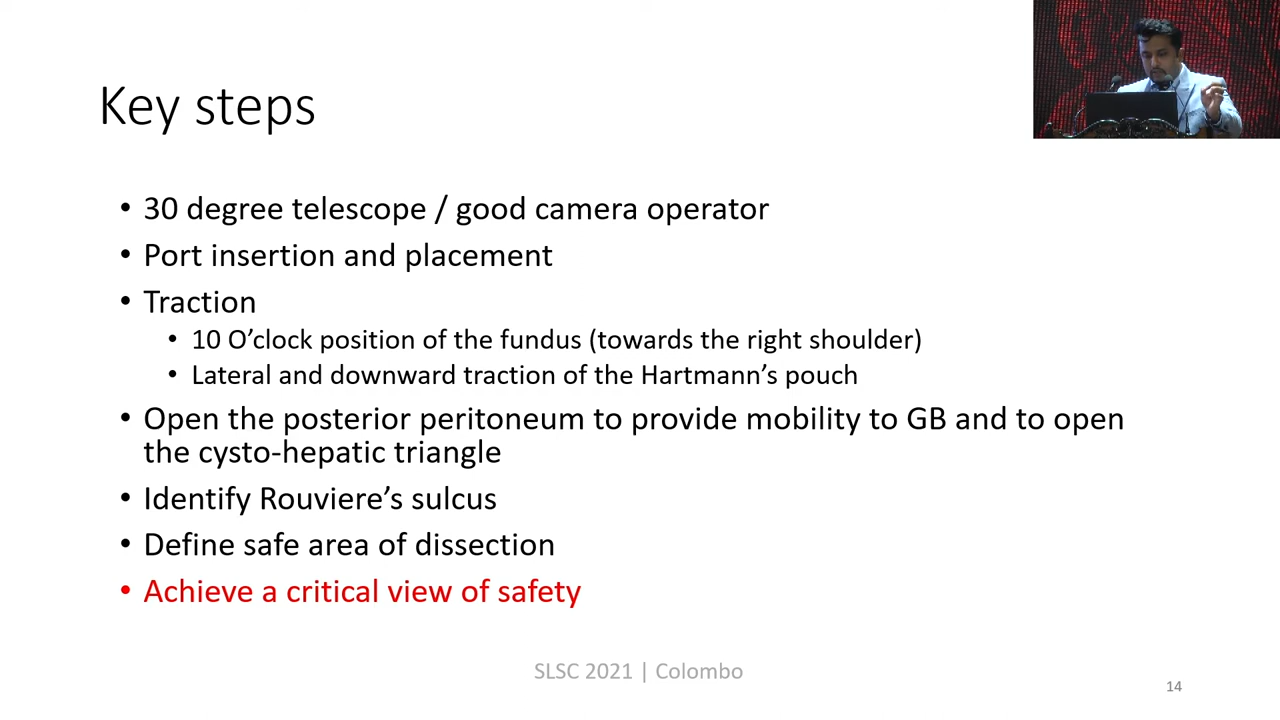 Key steps
• 30 degree telescope / good camera operator
• Port insertion and placement
• Traction
• 10 O’clock position of the fundus (towards the right shoulder)
• Lateral and downward traction of the Hartmann’s pouch
• Open the posterior peritoneum to provide mobility to GB and to open
the cysto-hepatic triangle
• Identify Rouviere’s sulcus
• Define safe area of dissection
• Achieve a critical view of safety
SLSC 2021 | Colombo
14